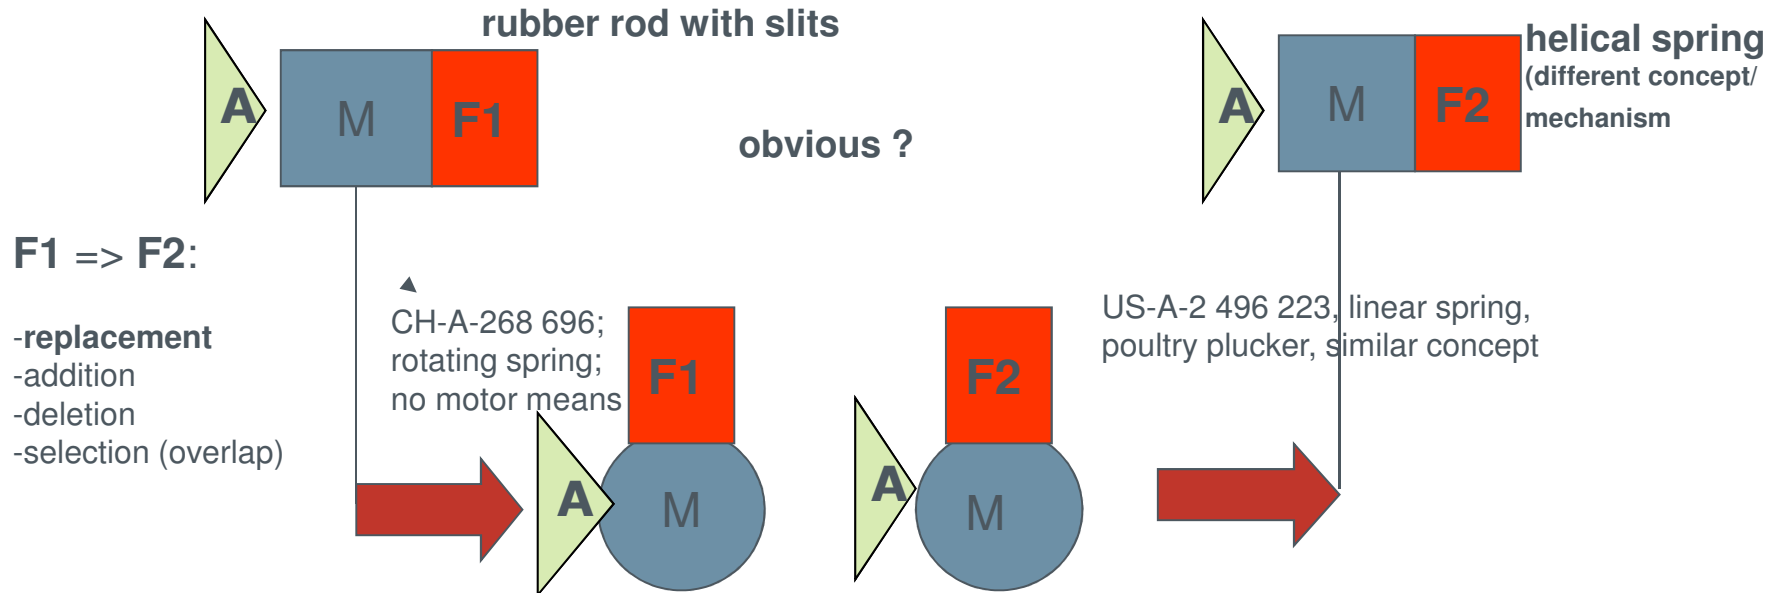 rubber rod with slits
A
M
F1
obvious ?
A
M
F2
helical spring
(different concept/
mechanism
F1 => F2:
-replacement
-addition
-deletion
-selection (overlap)
CH-A-268 696;
rotating spring;
no motor means
F1
A
M
F2
A
M
US-A-2 496 223, linear spring,
poultry plucker, similar concept